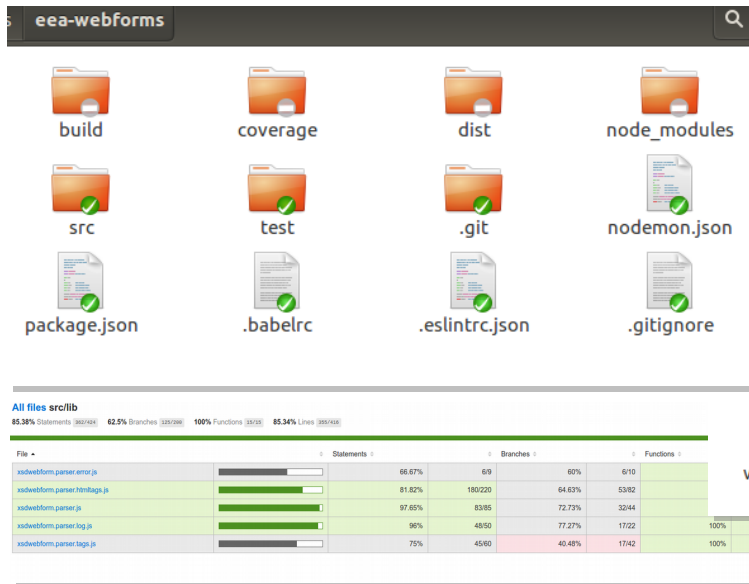 s eea-webforms
build coverage dist node_modules
src test .git nodemon.json
package.json .babelrc .eslintrc.json .gitignore
All files src/lib
85.38% Statements 362/424 62.5% Branches 125/200 100% Functions 15/15 85.34% Lines 355/416
File Statements Branches Functions
xsdwebform.parser.error.js 66.67% 6/9 60% 6/10
xsdwebform.parser.htmltags.js 81.82% 180/220 64.63% 53/82
xsdwebform.parser.js 97.65% 83/85 72.73% 32/44
xsdwebform.parser.log.js 96% 48/50 77.27% 17/22 100%
xsdwebform.parser.tags.js 75% 45/60 40.48% 17/42 100%